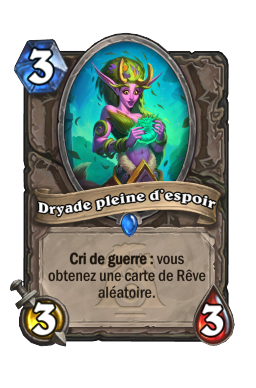 3
Dryade pleine d'espoir
Cri de guerre : vous
obtenez une carte de Rêve
aléatoire.
3
3